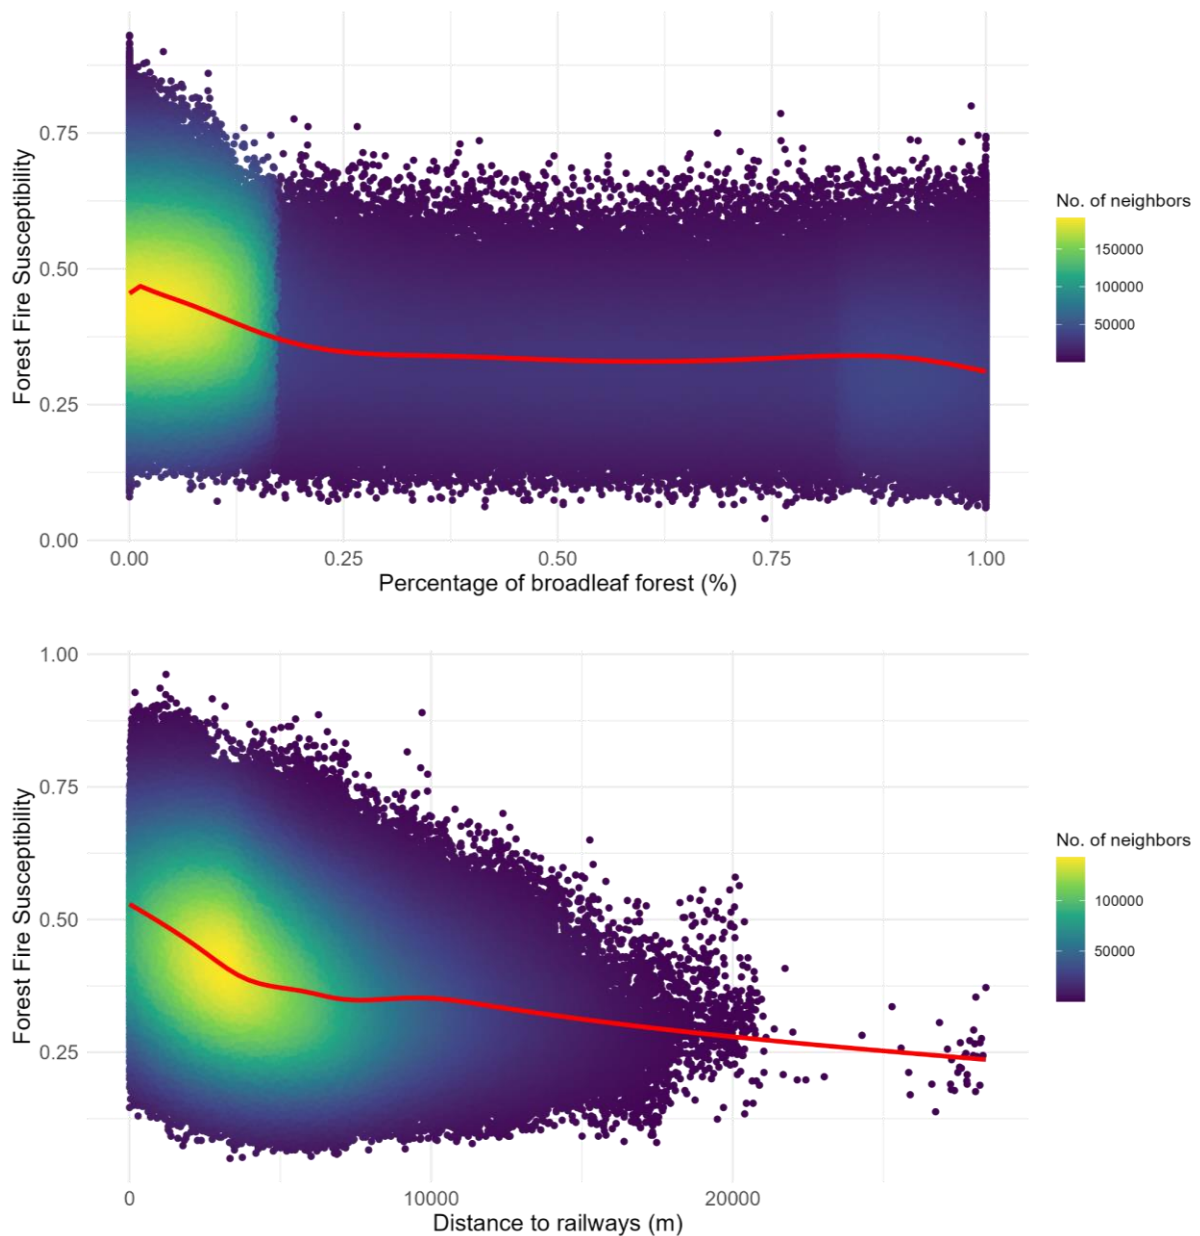 Forest Fire Susceptibility
0.75
0.50
0.25
0.00
0.00 0.25 0.50 0.75 1.00
Percentage of broadleaf forest (%)
No. of neighbors
150000
100000
50000
Forest Fire Susceptibility
1.00
0.75
0.50
0.25
0 10000 20000
Distance to railways (m)
No. of neighbors
100000
50000